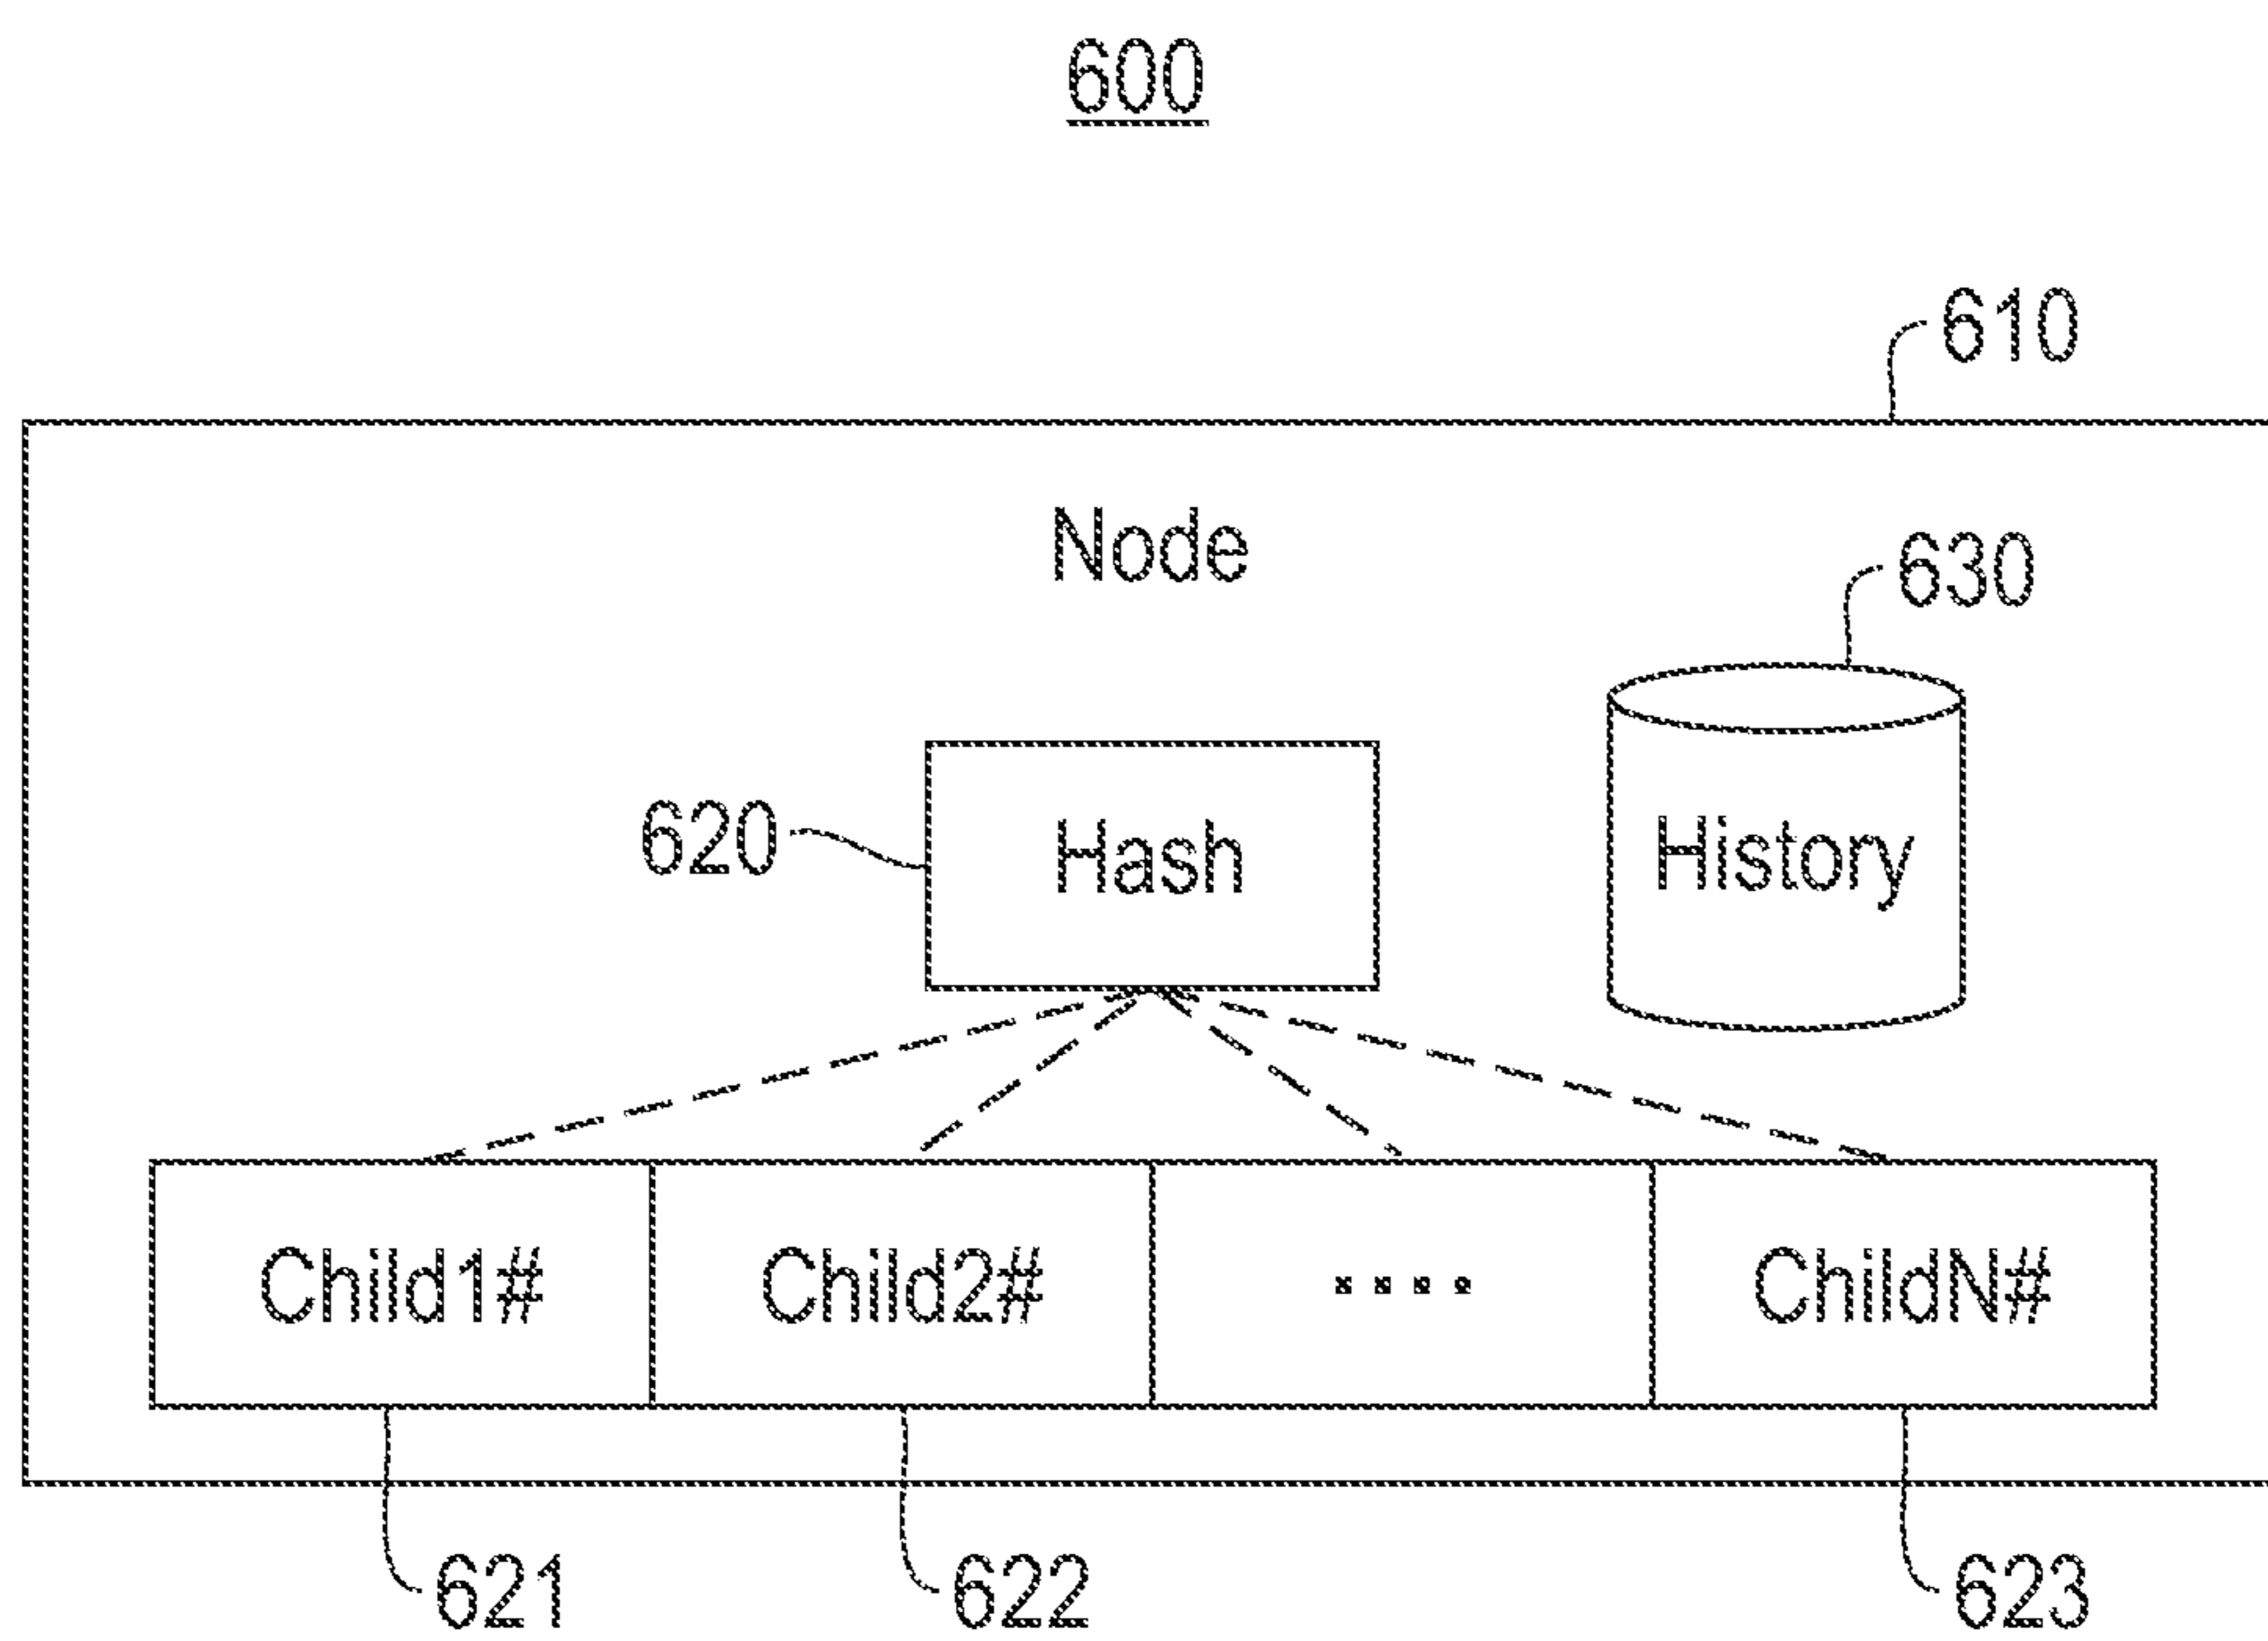 600
610
Node
630
620
Hash
History
Child1#
Child2#
....
ChildN#
621
622
623